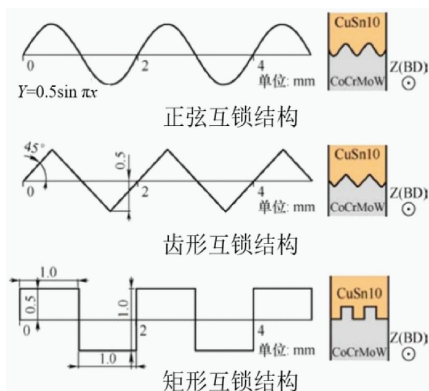 CuSn10
0
2
4
单位: mm
Y=0.5sin πx
CoCrMoW
Z(BD)
正弦互锁结构
45°
0.5
0
2
4
单位: mm
CuSn10
CoCrMoW
Z(BD)
齿形互锁结构
1.0
0.5
1.0
0
2
4
1.0
单位: mm
CuSn10
CoCrMoW
Z(BD)
矩形互锁结构